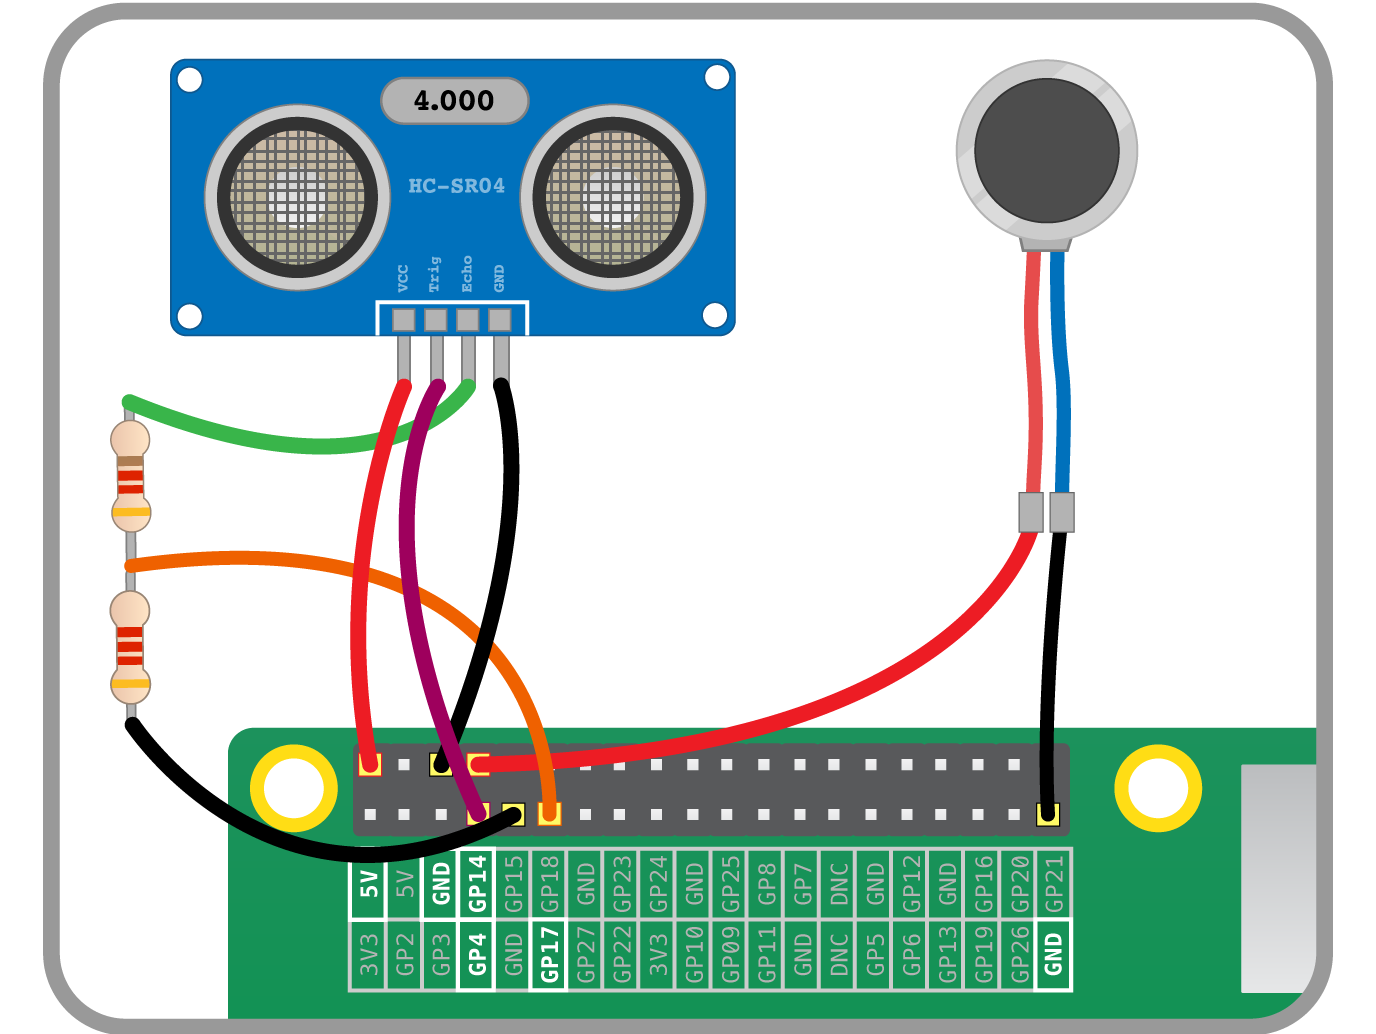 4.000
HC-SR04
VCC Trig Echo GND
5V 5V GND GP14 GP15 GP18 GND GP23 GP24 GND GP25 GP8 GP7 DNC GND GP12 GND GP16 GP20 GP21
3V3 GP2 GP3 GP4 GND GP17 GP27 GP22 3V3 GP10 GP09 GP11 GND DNC GP5 GP6 GP13 GP19 GP26 GND